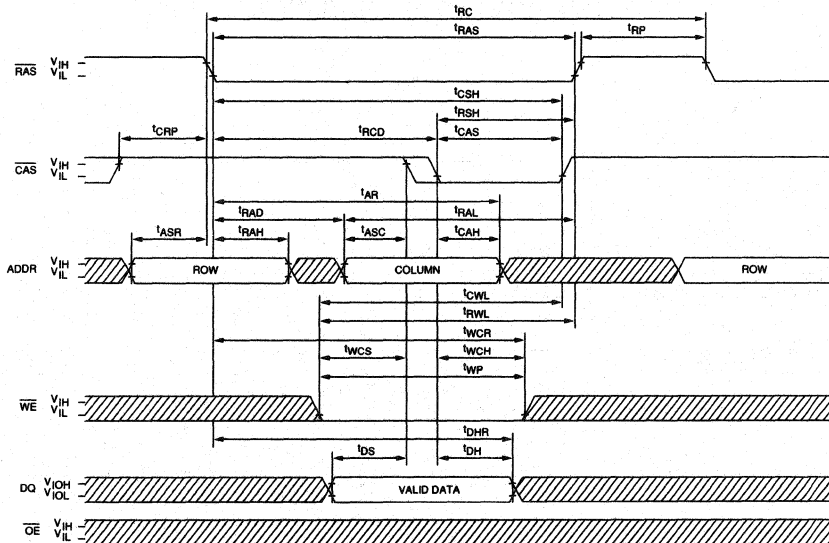 tRC
tRAS
tRP
RAS VIH
VIL
tCSH
tRSH
tCRP
tRCD
tCAS
CAS VIH
VIL
tAR
tRAD
tRAL
tASR
tRAH
tASC
tCAH
ADDR VIH
VIL
ROW
COLUMN
ROW
tCWL
tRWL
tWCR
tWCS
tWCH
tWP
WE VIH
VIL
tDHR
tDS
tDH
DQ VIOH
VIOL
VALID DATA
OE VIH
VIL